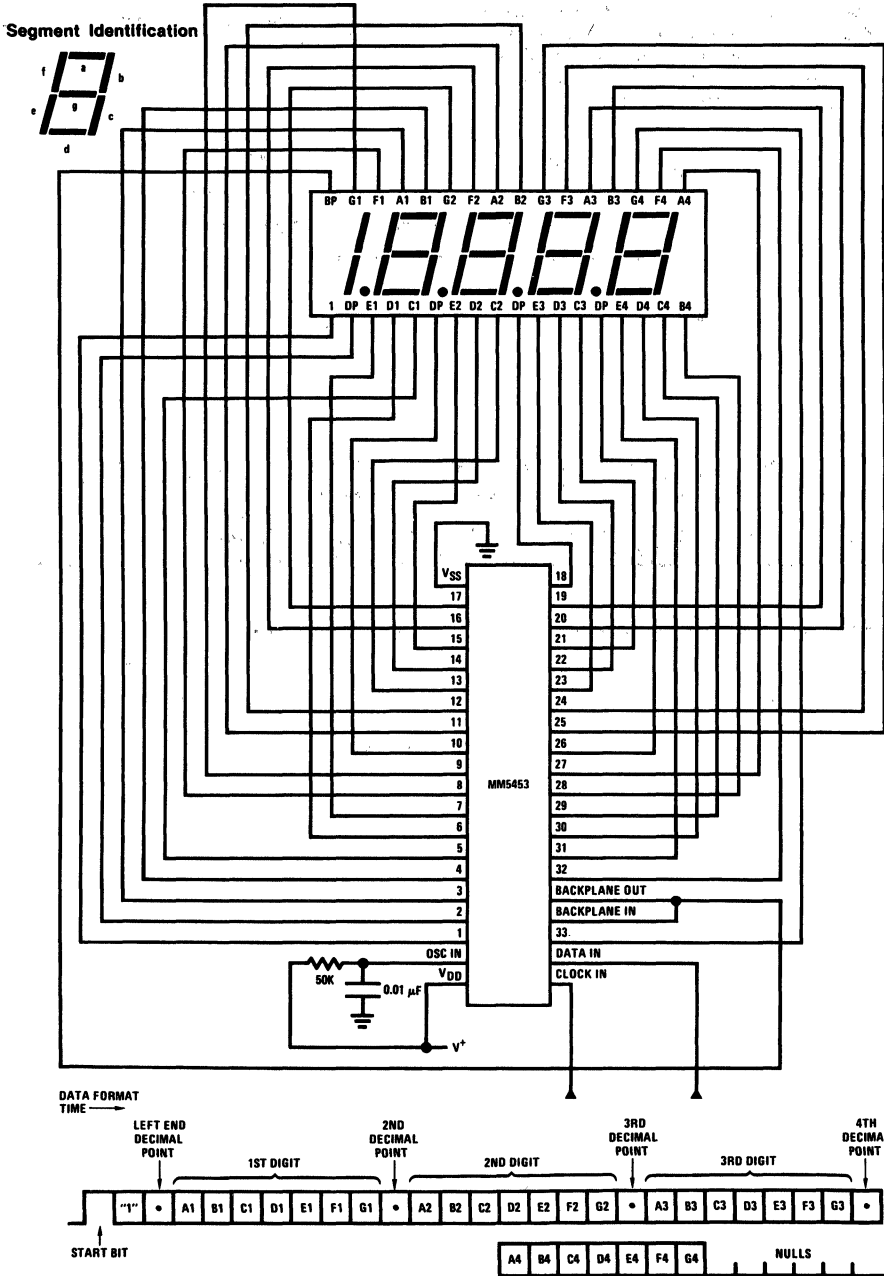 Segment Identification
a
f
b
g
e
c
d
BP G1 F1 A1 B1 G2 F2 A2 B2 G3 F3 A3 B3 G4 F4 A4
1 DP E1 D1 C1 DP E2 D2 C2 DP E3 D3 C3 DP E4 D4 C4 B4
VSS 18
17 19
16 20
15 21
14 22
13 23
12 24
11 25
10 26
9 27
8 MM5453 28
7 29
6 30
5 31
4 32
3 BACKPLANE OUT
2 BACKPLANE IN
1 33
OSC IN DATA IN
50K VDD CLOCK IN
0.01 µF
V+
DATA FORMAT
TIME
LEFT END
DECIMAL
POINT
2ND
DECIMAL
POINT
3RD
DECIMAL
POINT
4TH
DECIMA
POINT
1ST DIGIT 2ND DIGIT 3RD DIGIT
"1" • A1 B1 C1 D1 E1 F1 G1 • A2 B2 C2 D2 E2 F2 G2 • A3 B3 C3 D3 E3 F3 G3 •
START BIT
A4 B4 C4 D4 E4 F4 G4 NULLS